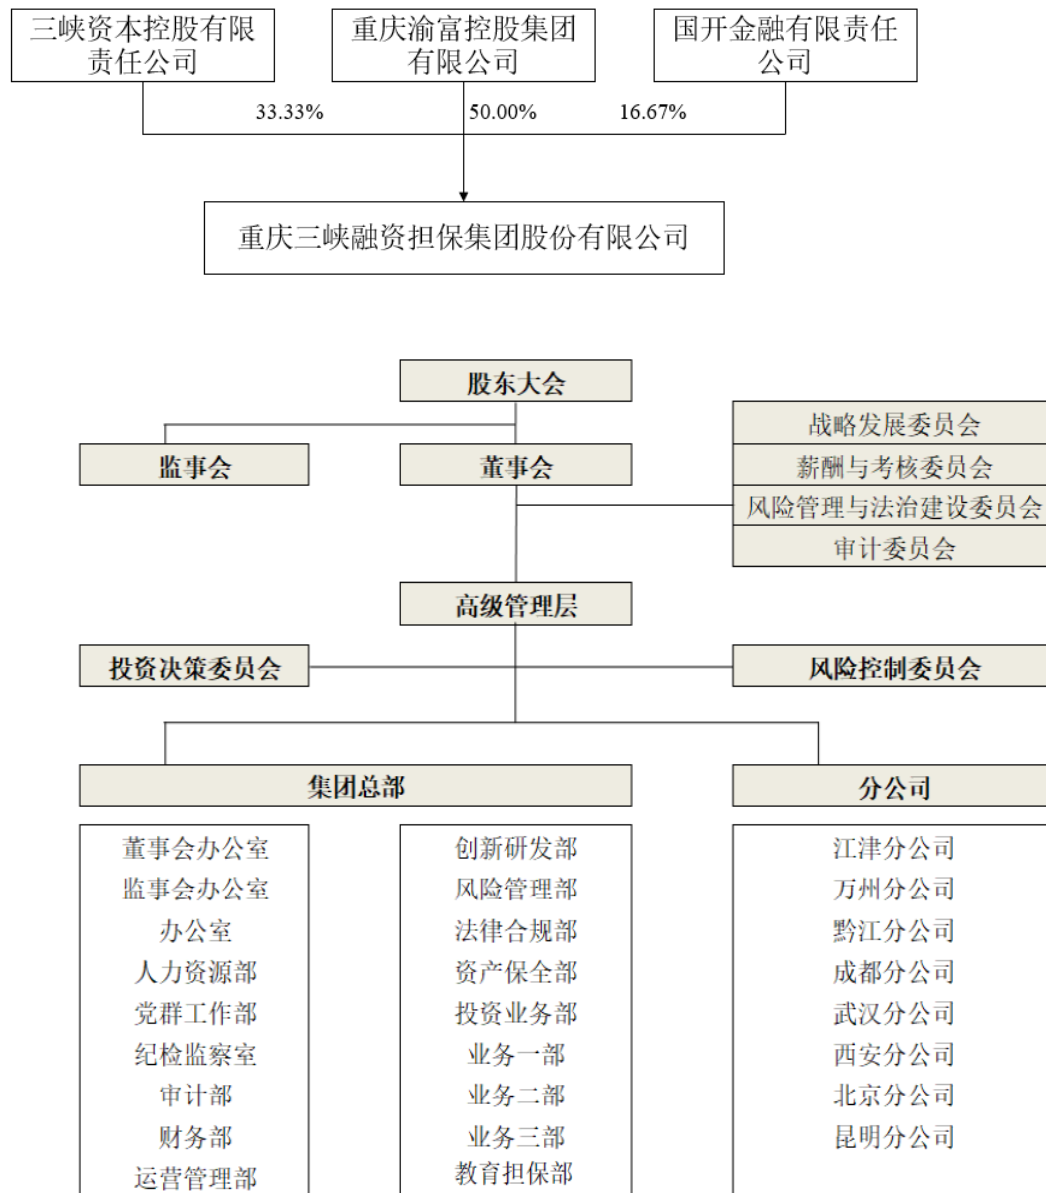 三峡资本控股有限
责任公司
重庆渝富控股集团
有限公司
国开金融有限责任
公司
33.33%
50.00%
16.67%
重庆三峡融资担保集团股份有限公司
股东大会
监事会
董事会
战略发展委员会
薪酬与考核委员会
风险管理与法治建设委员会
审计委员会
高级管理层
投资决策委员会
风险控制委员会
集团总部
分公司
董事会办公室
监事会办公室
办公室
人力资源部
党群工作部
纪检监察室
审计部
财务部
运营管理部
创新研发部
风险管理部
法律合规部
资产保全部
投资业务部
业务一部
业务二部
业务三部
教育担保部
江津分公司
万州分公司
黔江分公司
成都分公司
武汉分公司
西安分公司
北京分公司
昆明分公司